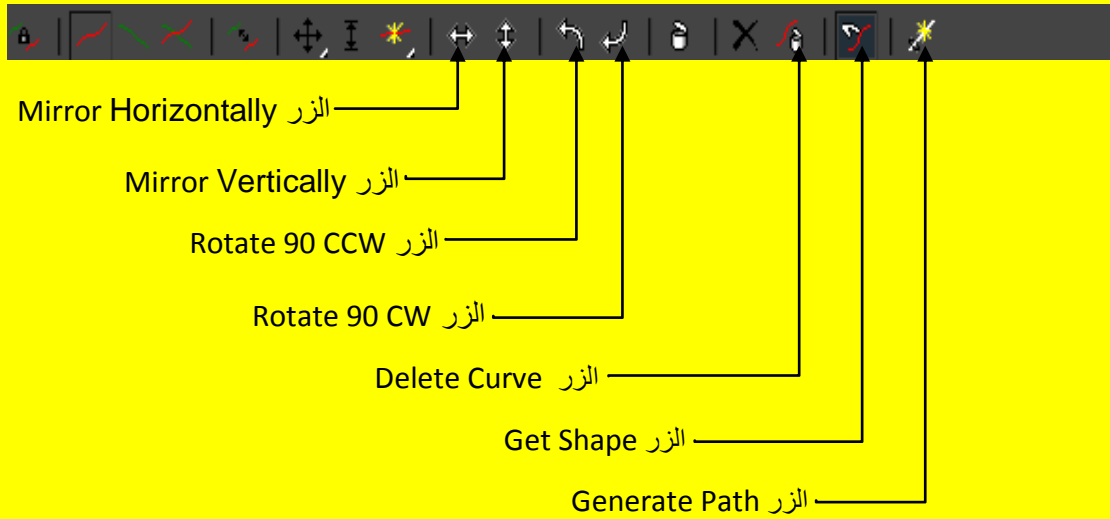 الزر Mirror Horizontally
الزر Mirror Vertically
الزر Rotate 90 CCW
الزر Rotate 90 CW
الزر Delete Curve
الزر Get Shape
الزر Generate Path